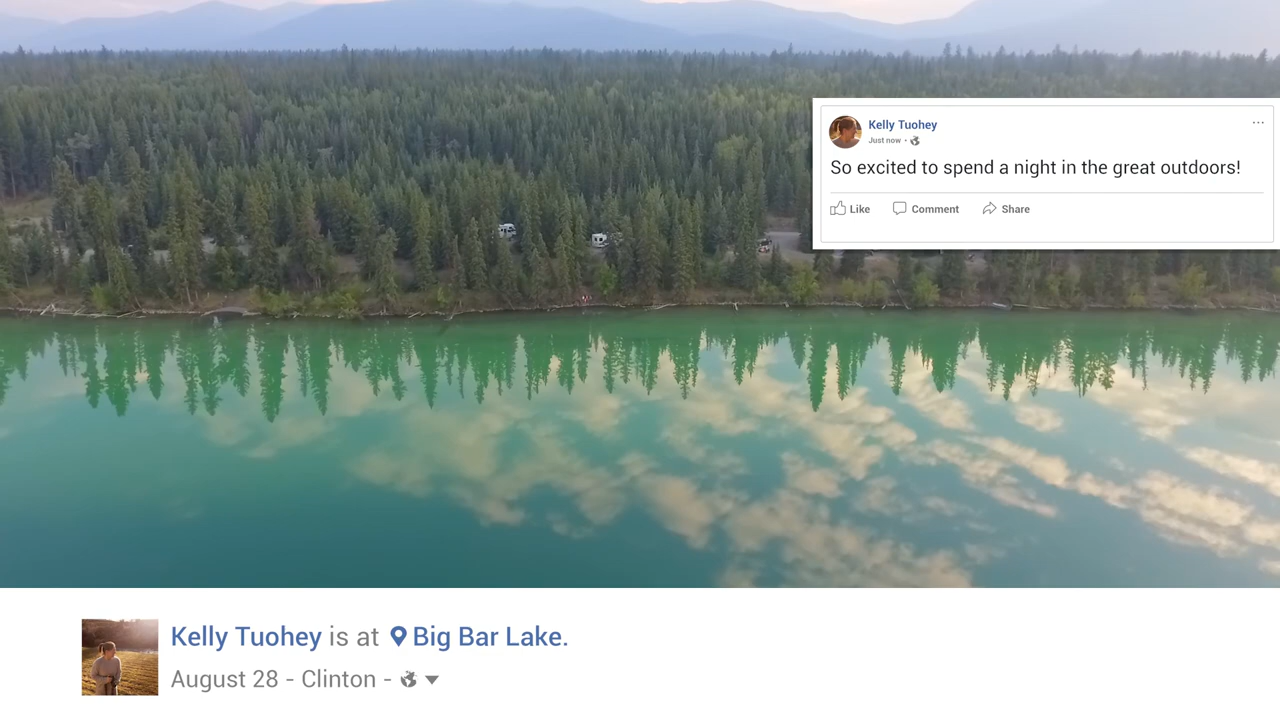 Kelly Tuohey
Just now •
So excited to spend a night in the great outdoors!
Like Comment Share
Kelly Tuohey is at Big Bar Lake.
August 28 - Clinton -